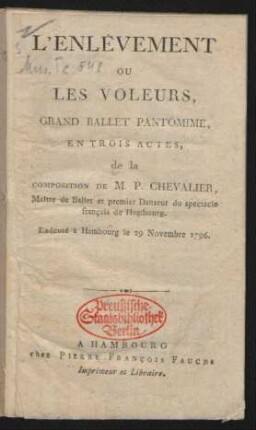 L'ENLÉVEMENT
OU
LES VOLEURS,
GRAND BALLET PANTOMIME,
EN TROIS ACTES,
de la
COMPOSITION DE M. P. CHEVALIER,
Maître de Ballet et premier Danseur du spectacle
français de Hambourg.
Exécuté à Hambourg le 29 Novembre 1796.
Preußische
Staatsbibliothek
Berlin
A HAMBOURG
chez PIERRE FRANÇOIS FAUCHE
Imprimeur et Libraire.